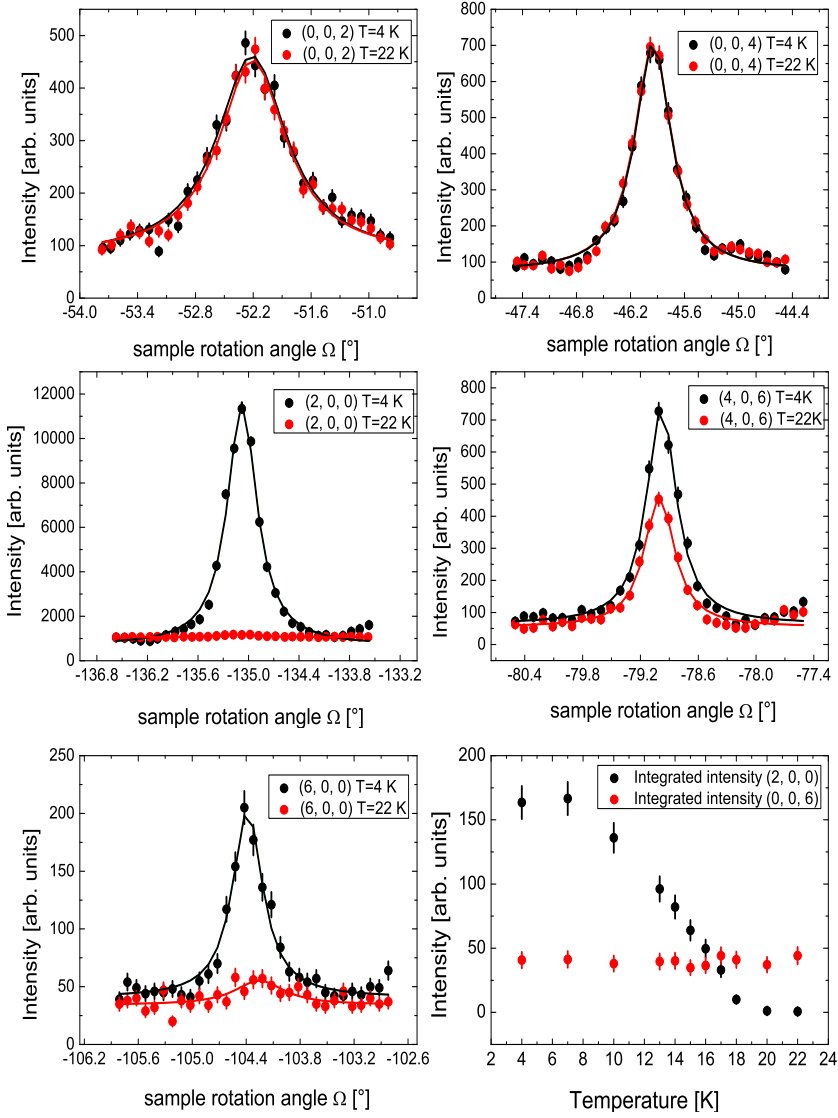 (0, 0, 2) T=4 K
(0, 0, 2) T=22 K
550
500
400
300
200
100
0
Intensity [arb. units]
-54.0 -53.4 -52.8 -52.2 -51.6 -51.0
sample rotation angle Ω [°]
(0, 0, 4) T=4 K
(0, 0, 4) T=22 K
800
700
600
500
400
300
200
100
0
Intensity [arb. units]
-47.4 -46.8 -46.2 -45.6 -45.0 -44.4
sample rotation angle Ω [°]
(2, 0, 0) T=4 K
(2, 0, 0) T=22 K
12000
10000
8000
6000
4000
2000
0
Intensity [arb. units]
-136.8 -136.2 -135.6 -135.0 -134.4 -133.8 -133.2
sample rotation angle Ω [°]
(4, 0, 6) T=4K
(4, 0, 6) T=22K
800
700
600
500
400
300
200
100
0
Intensity [arb. units]
-80.4 -79.8 -79.2 -78.6 -78.0 -77.4
sample rotation angle Ω [°]
(6, 0, 0) T=4 K
(6, 0, 0) T=22 K
250
200
150
100
50
0
Intensity [arb. units]
-106.2 -105.6 -105.0 -104.4 -103.8 -103.2 -102.6
sample rotation angle Ω [°]
Integrated intensity (2, 0, 0)
Integrated intensity (0, 0, 6)
200
150
100
50
0
Intensity [arb. units]
2 4 6 8 10 12 14 16 18 20 22 24
Temperature [K]